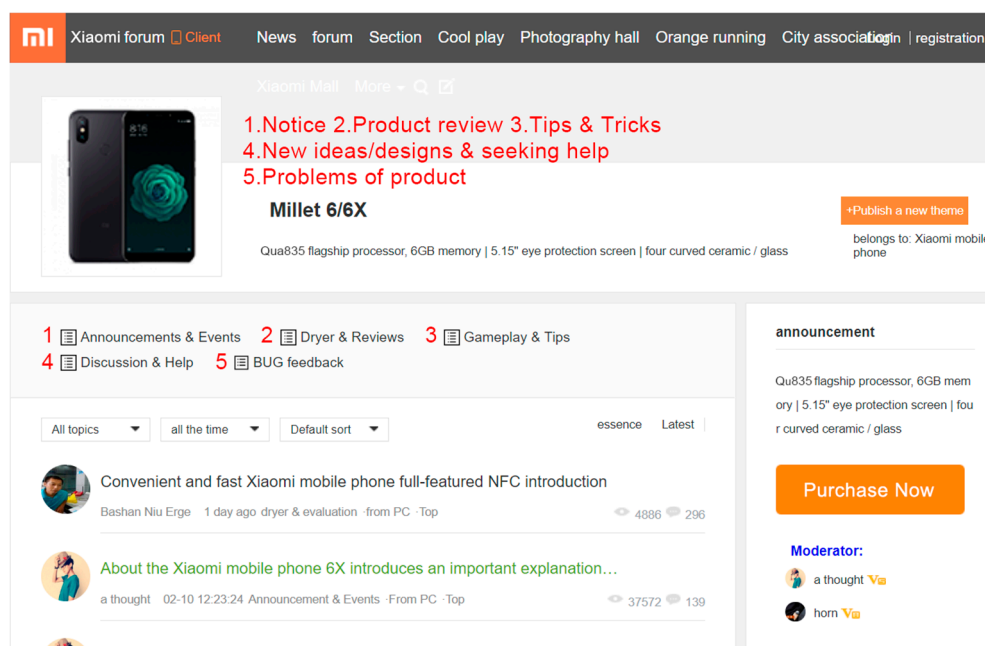 mi Xiaomi forum Client News forum Section Cool play Photography hall Orange running City association Login | registration
Xiaomi Mall More
8:16
1.Notice 2.Product review 3.Tips & Tricks
4.New ideas/designs & seeking help
5.Problems of product
Millet 6/6X
+Publish a new theme
Qua835 flagship processor, 6GB memory | 5.15" eye protection screen | four curved ceramic / glass
belongs to: Xiaomi mobile
phone
1 Announcements & Events 2 Dryer & Reviews 3 Gameplay & Tips
4 Discussion & Help 5 BUG feedback
announcement
Qu835 flagship processor, 6GB mem
ory | 5.15" eye protection screen | fou
r curved ceramic / glass
All topics all the time Default sort essence Latest
Convenient and fast Xiaomi mobile phone full-featured NFC introduction
Bashan Niu Erge 1 day ago dryer & evaluation ·from PC ·Top 4886 296
Purchase Now
About the Xiaomi mobile phone 6X introduces an important explanation…
a thought 02-10 12:23:24 Announcement & Events ·From PC ·Top 37572 139
Moderator:
a thought
horn